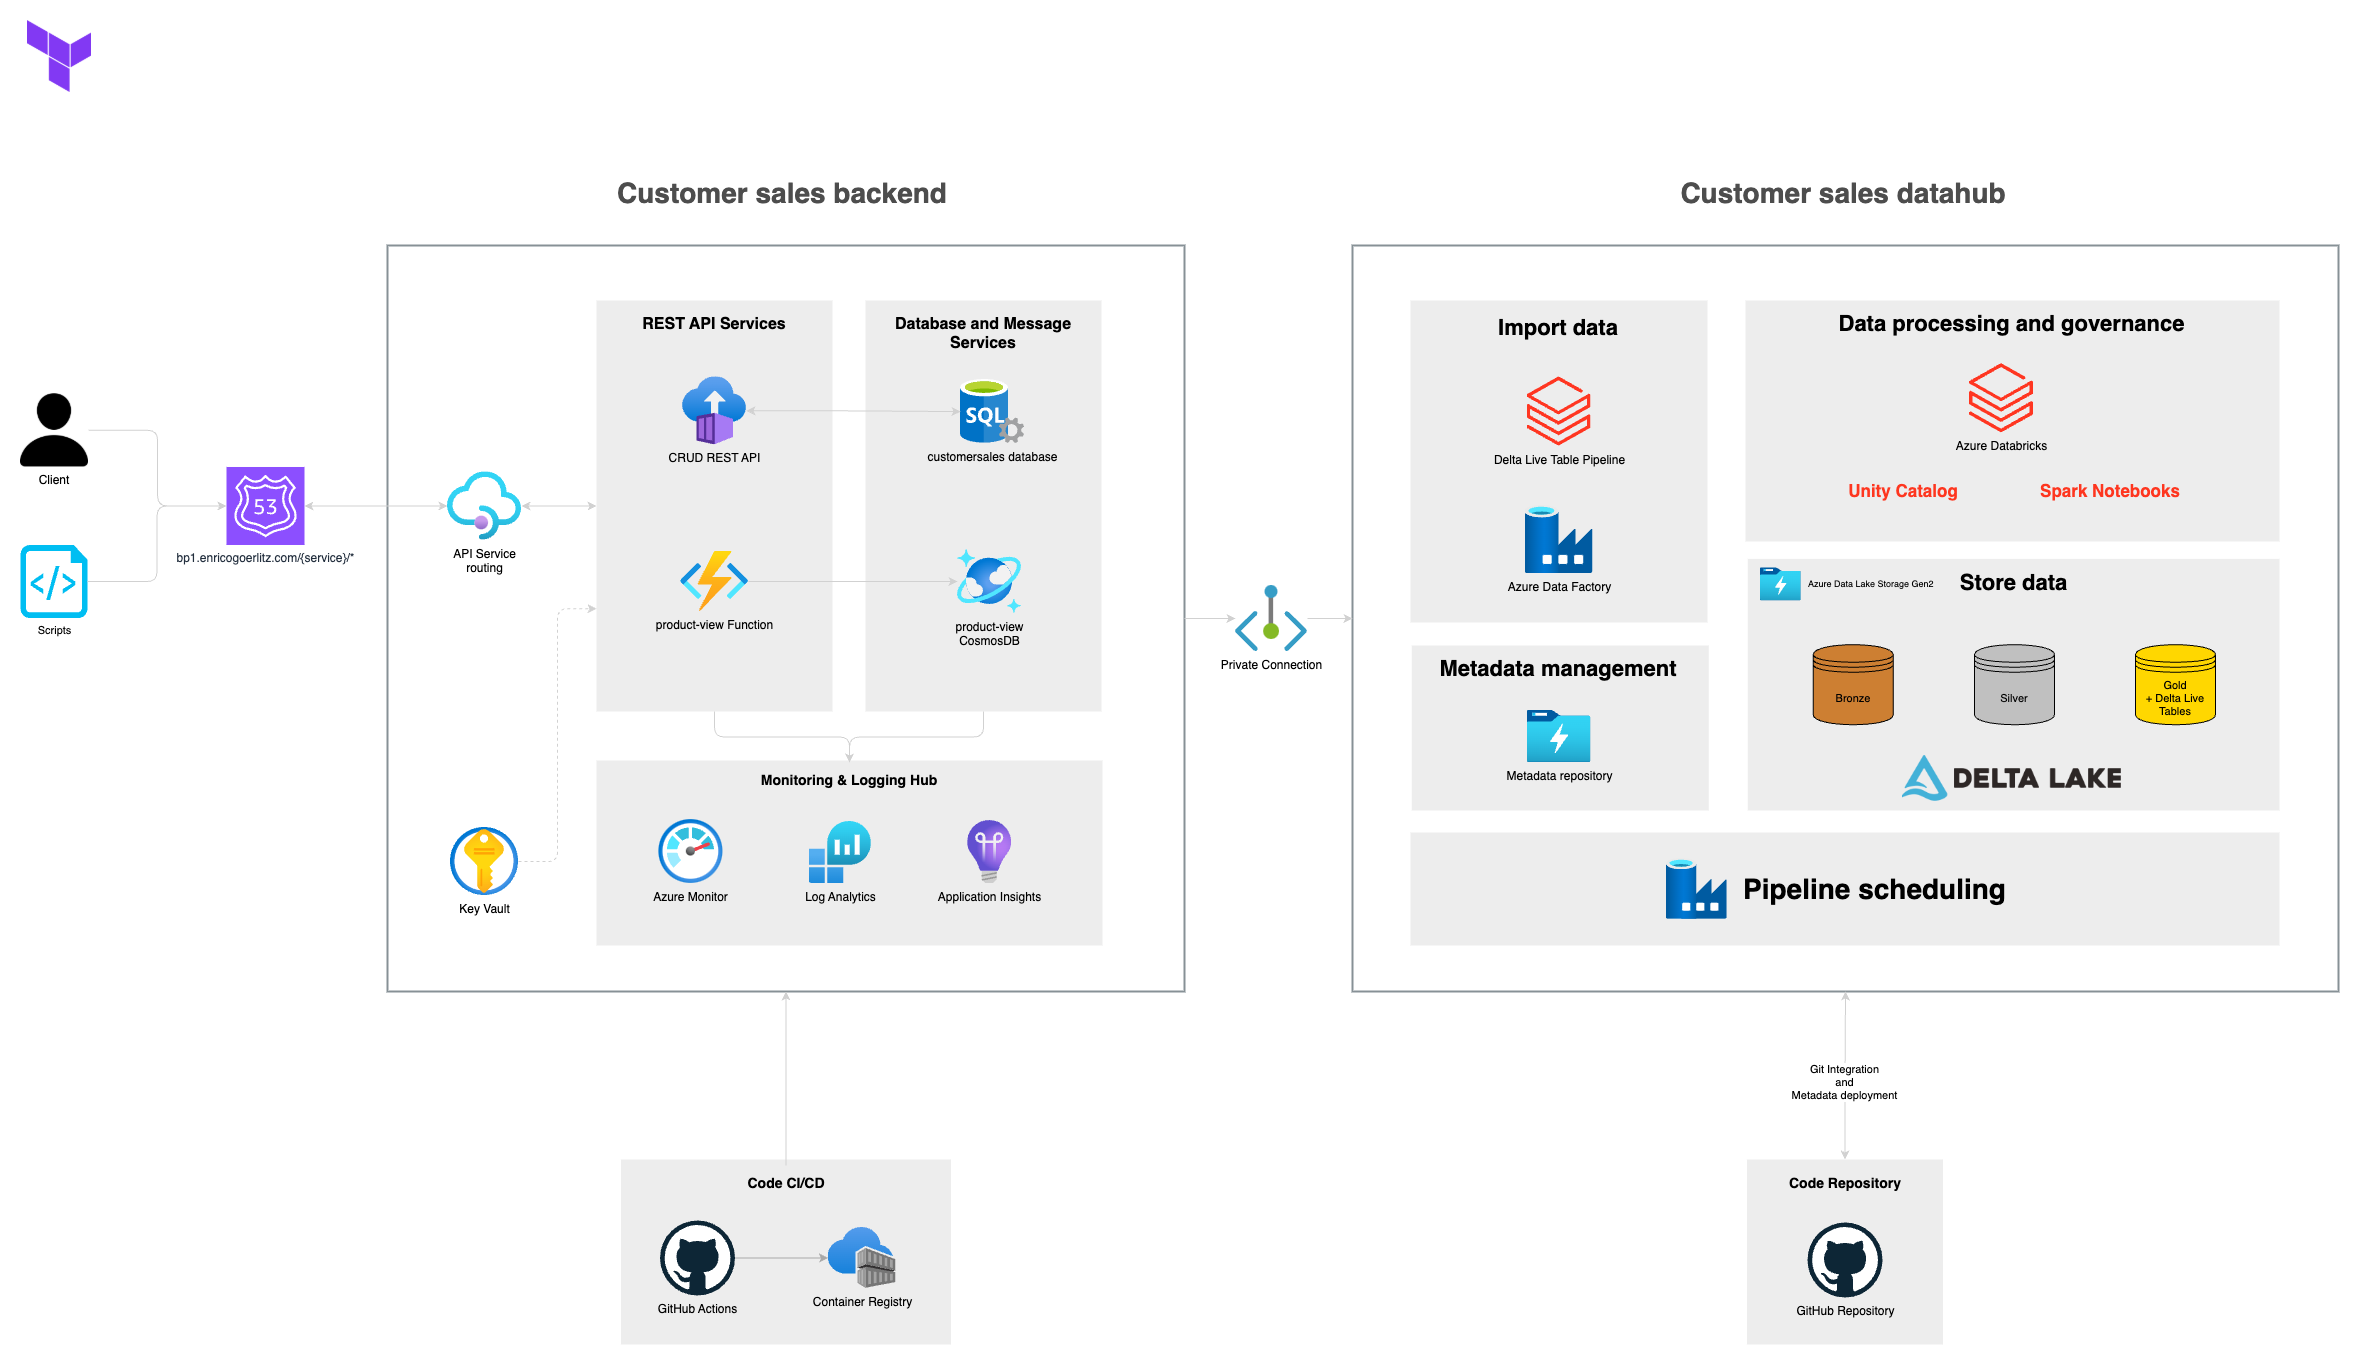 Customer sales backend
Customer sales datahub
Client
Scripts
53
bp1.enricogoerlitz.com/{service}/*
API Service
routing
Key Vault
REST API Services
CRUD REST API
product-view Function
Database and Message
Services
SQL
customersales database
product-view
CosmosDB
Monitoring & Logging Hub
Azure Monitor
Log Analytics
Application Insights
Private Connection
Import data
Delta Live Table Pipeline
Azure Data Factory
Metadata management
Metadata repository
Data processing and governance
Azure Databricks
Unity Catalog
Spark Notebooks
Azure Data Lake Storage Gen2
Store data
Bronze
Silver
Gold
+ Delta Live
Tables
DELTA LAKE
Pipeline scheduling
Git Integration
and
Metadata deployment
Code CI/CD
GitHub Actions
Container Registry
Code Repository
GitHub Repository